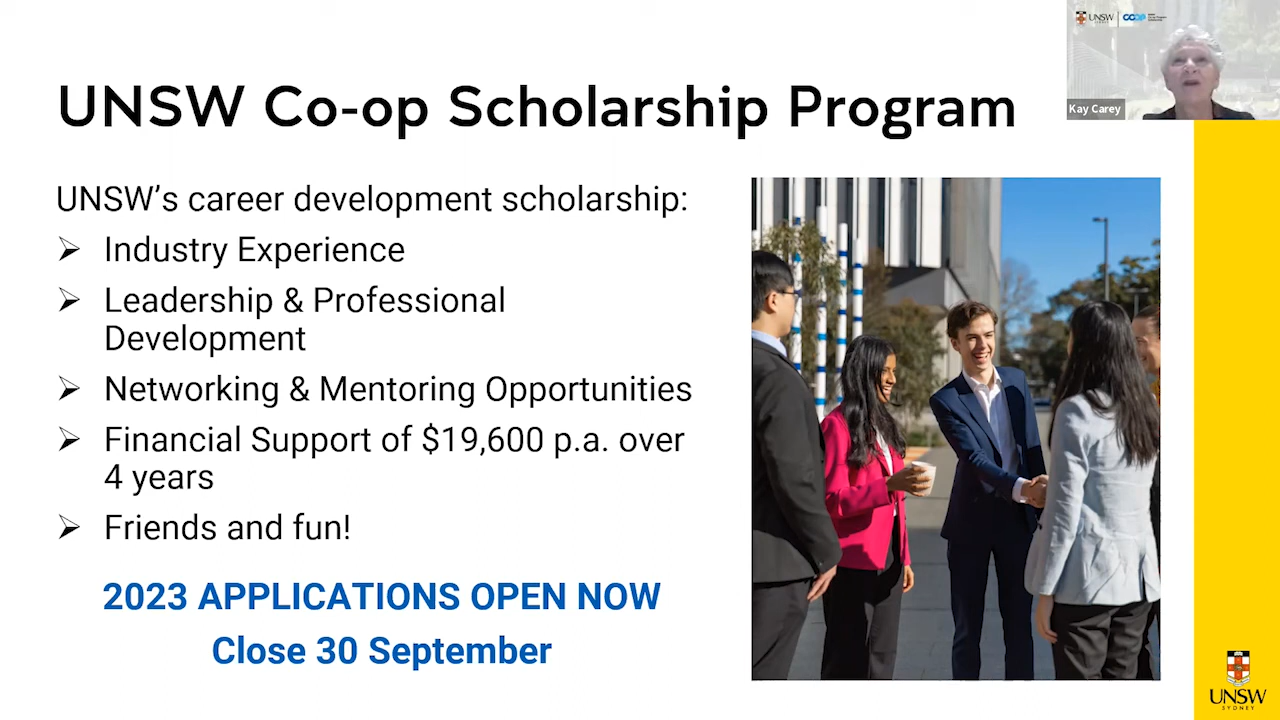 UNSW
Kay Carey
UNSW Co-op Scholarship Program
UNSW’s career development scholarship:
➢ Industry Experience
➢ Leadership & Professional
Development
➢ Networking & Mentoring Opportunities
➢ Financial Support of $19,600 p.a. over
4 years
➢ Friends and fun!
2023 APPLICATIONS OPEN NOW
Close 30 September
UNSW
SYDNEY